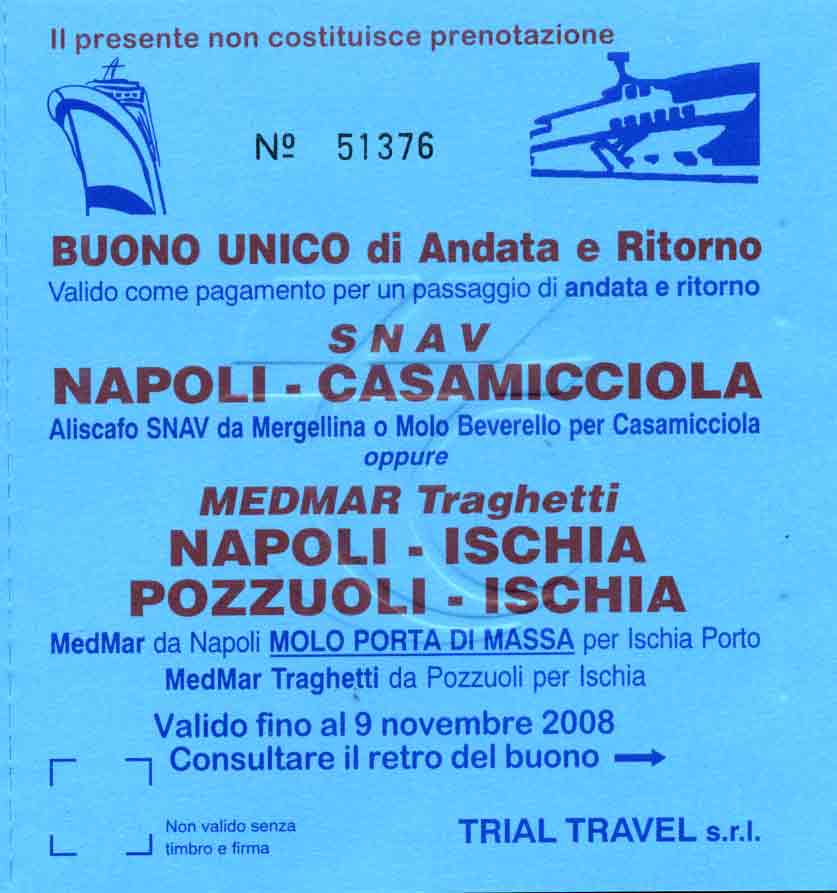 Il presente non costituisce prenotazione
Nº 51376
BUONO UNICO di Andata e Ritorno
Valido come pagamento per un passaggio di andata e ritorno
SNAV
NAPOLI - CASAMICCIOLA
Aliscafo SNAV da Mergellina o Molo Beverello per Casamicciola
oppure
MEDMAR Traghetti
NAPOLI - ISCHIA
POZZUOLI - ISCHIA
MedMar da Napoli MOLO PORTA DI MASSA per Ischia Porto
MedMar Traghetti da Pozzuoli per Ischia
Valido fino al 9 novembre 2008
Consultare il retro del buono →
Non valido senza
timbro e firma
TRIAL TRAVEL s.r.l.